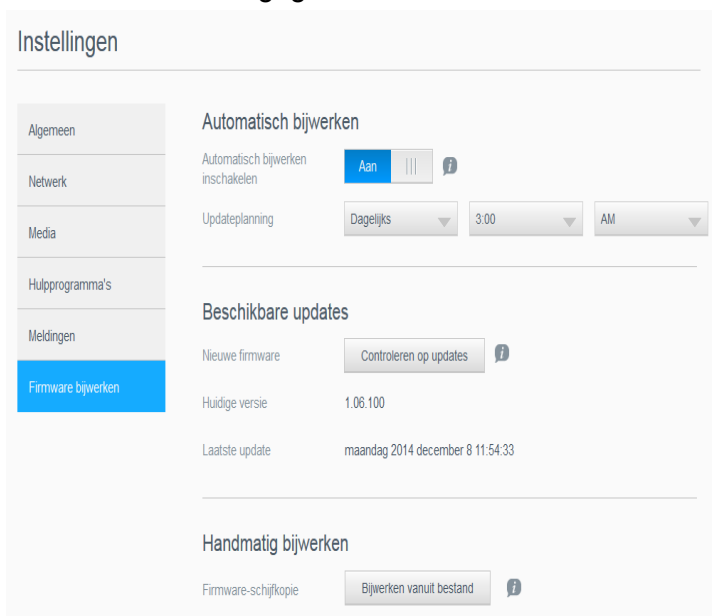 Instellingen
Algemeen
Netwerk
Media
Hulpprogramma's
Meldingen
Firmware bijwerken
Automatisch bijwerken
Automatisch bijwerken
inschakelen
Aan
Updateplanning
Dagelijks
3:00
AM
Beschikbare updates
Nieuwe firmware
Controleren op updates
Huidige versie
1.06.100
Laatste update
maandag 2014 december 8 11:54:33
Handmatig bijwerken
Firmware-schijfkopie
Bijwerken vanuit bestand